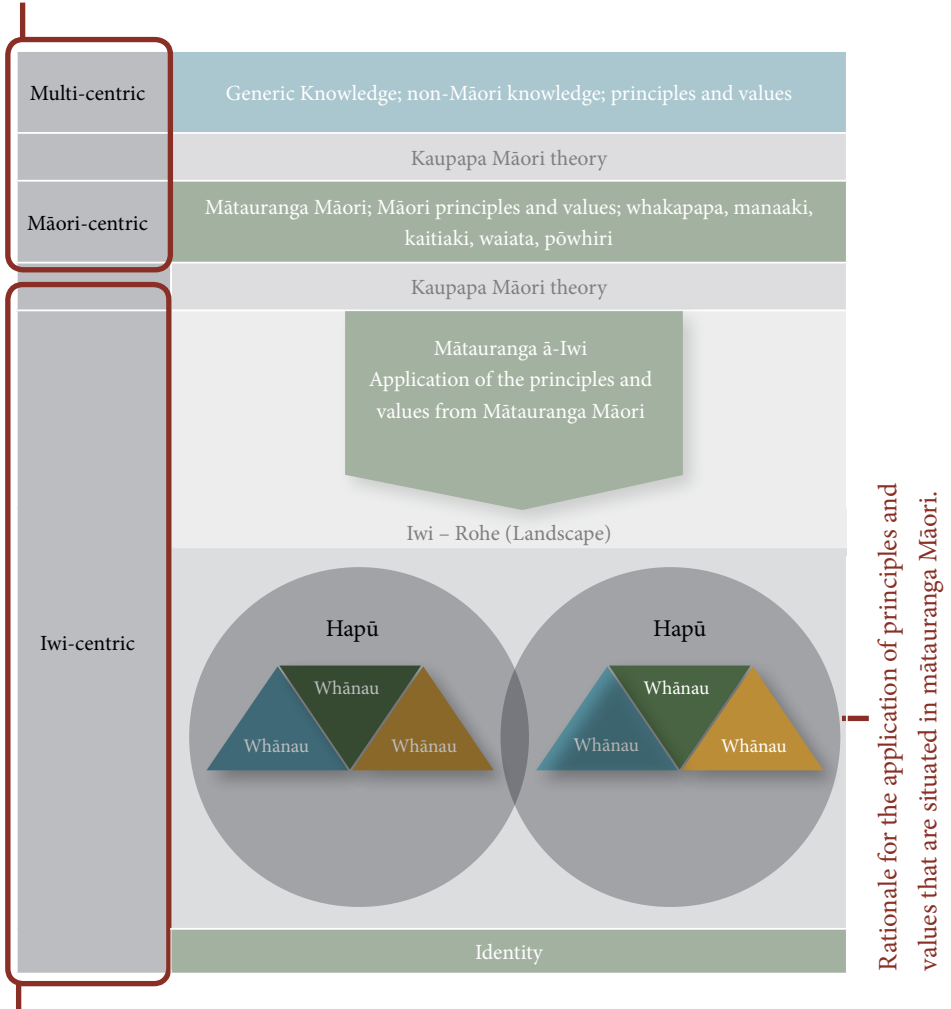 Multi-centric
Generic Knowledge; non-Māori knowledge; principles and values
Kaupapa Māori theory
Māori-centric
Mātauranga Māori; Māori principles and values; whakapapa, manaaki,
kaitiaki, waiata, pōwhiri
Kaupapa Māori theory
Iwi-centric
Mātauranga ā-Iwi
Application of the principles and
values from Mātauranga Māori
Iwi – Rohe (Landscape)
Hapū
Whānau
Whānau
Whānau
Hapū
Whānau
Whānau
Whānau
Identity
Rationale for the application of principles and
values that are situated in mātauranga Māori.